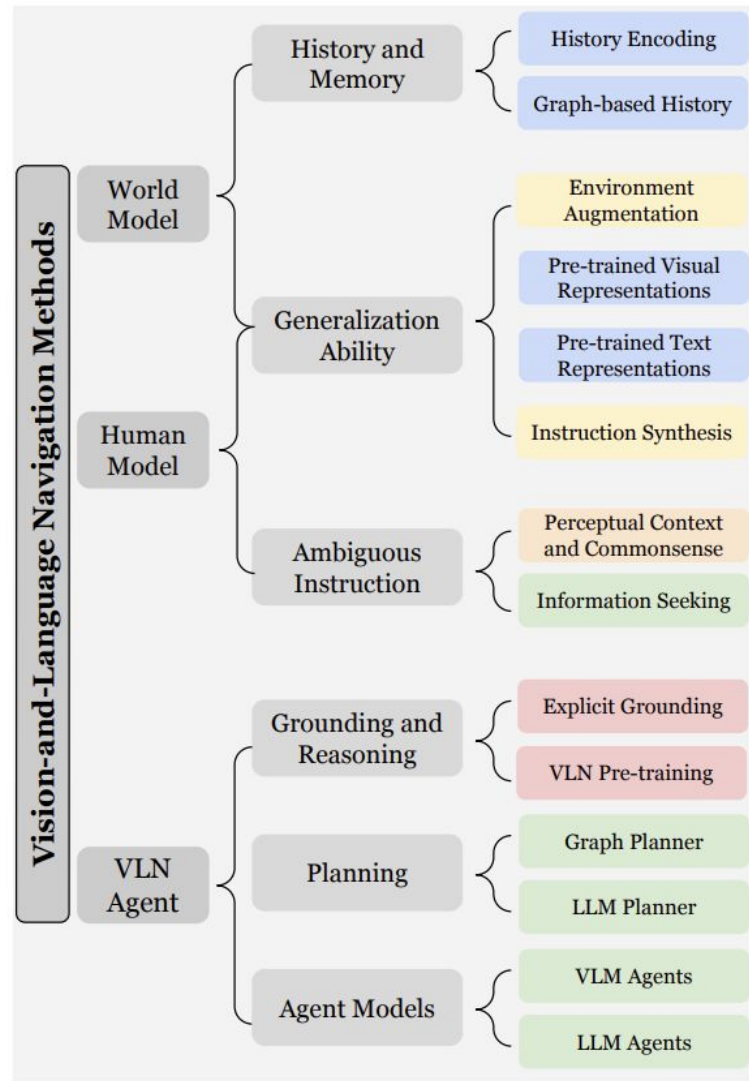 Vision-and-Language Navigation Methods
World
Model
History and
Memory
History Encoding
Graph-based History
Generalization
Ability
Environment
Augmentation
Pre-trained Visual
Representations
Pre-trained Text
Representations
Instruction Synthesis
Human
Model
Ambiguous
Instruction
Perceptual Context
and Commonsense
Information Seeking
VLN
Agent
Grounding and
Reasoning
Explicit Grounding
VLN Pre-training
Planning
Graph Planner
LLM Planner
Agent Models
VLM Agents
LLM Agents